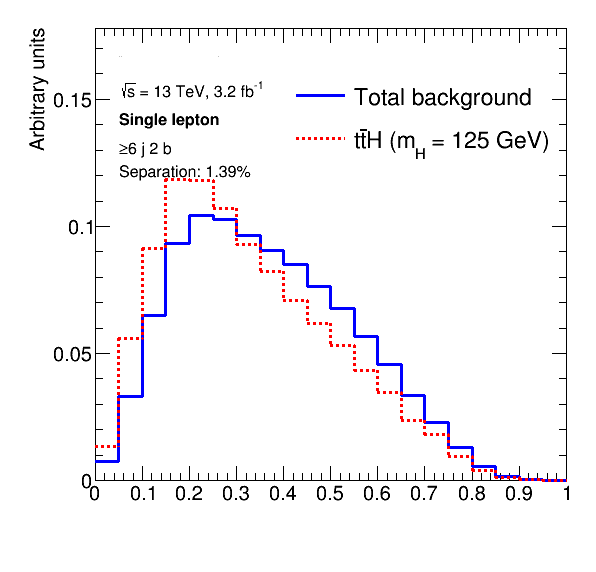 Arbitrary units
√s = 13 TeV, 3.2 fb⁻¹
Single lepton
≥6 j 2 b
Separation: 1.39%
Total background
tt̄H (m_H = 125 GeV)
0.15
0.1
0.05
0
0 0.1 0.2 0.3 0.4 0.5 0.6 0.7 0.8 0.9 1